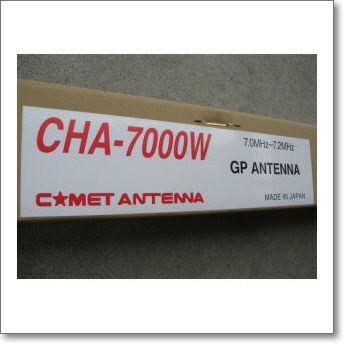 CHA-7000W
7.0MHz~7.2MHz
GP ANTENNA
C★MET ANTENNA
MADE IN JAPAN